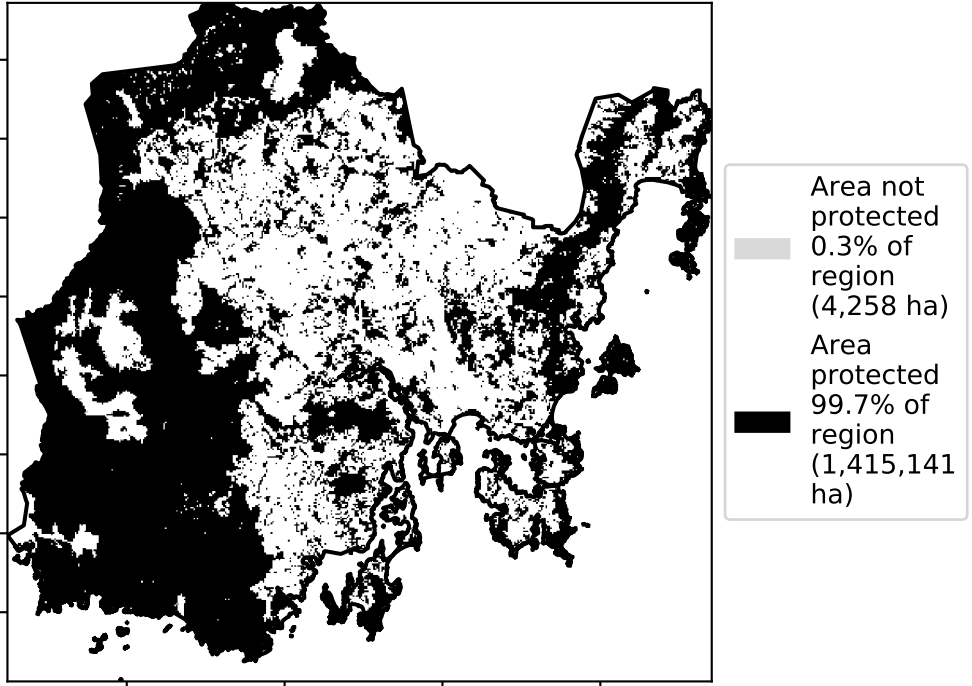 Area not
protected
0.3% of
region
(4,258 ha)
Area
protected
99.7% of
region
(1,415,141
ha)